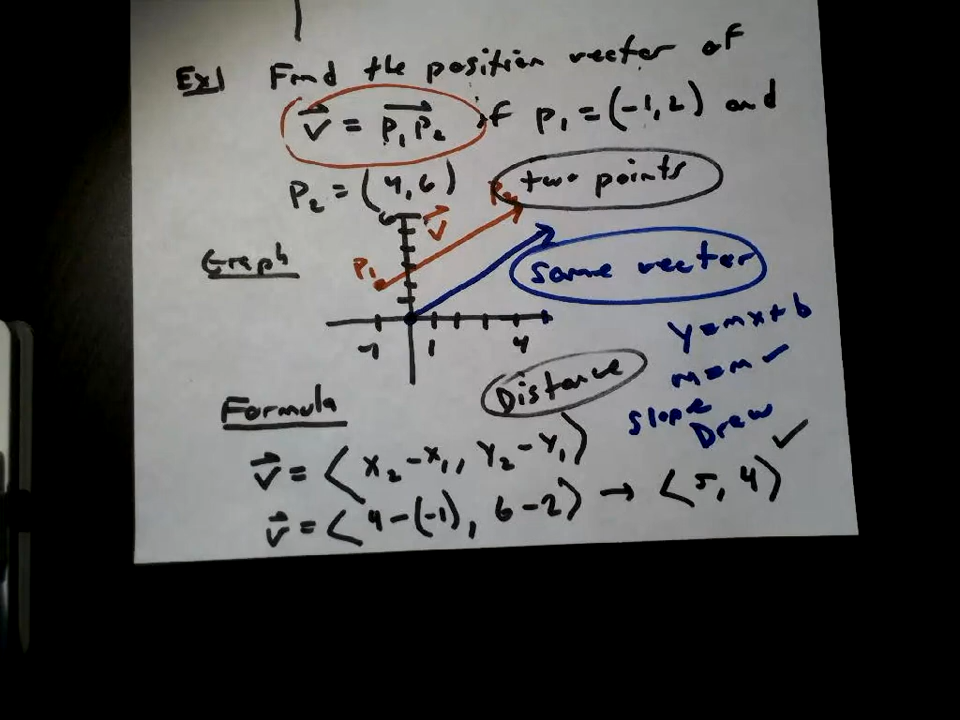 Ex1 Find the position vector of
v⃗ = P₁P₂ if P₁ = (-1, 2) and
P₂ = (4, 6) two points
6 v⃗ P₂
Graph P₁ same vector
-1 1 4
y=mx+b
m=m ✓
slope
Draw
Formula Distance
v⃗ = ⟨x₂-x₁, y₂-y₁⟩
v⃗ = ⟨4-(-1), 6-2⟩ → ⟨5, 4⟩ ✓